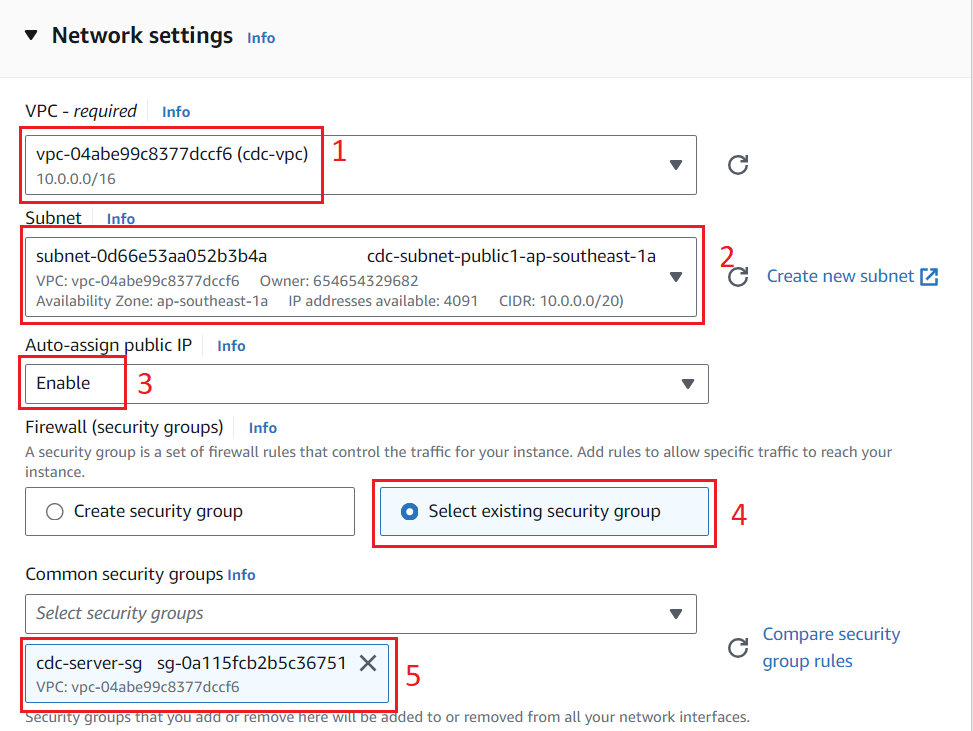 Network settings Info
VPC - required Info
vpc-04abe99c8377dccf6 (cdc-vpc) 1
10.0.0.0/16
Subnet Info
subnet-0d66e53aa052b3b4a cdc-subnet-public1-ap-southeast-1a 2
VPC: vpc-04abe99c8377dccf6 Owner: 654654329682
Availability Zone: ap-southeast-1a IP addresses available: 4091 CIDR: 10.0.0.0/20)
Create new subnet
Auto-assign public IP Info
Enable 3
Firewall (security groups) Info
A security group is a set of firewall rules that control the traffic for your instance. Add rules to allow specific traffic to reach your
instance.
Create security group
Select existing security group 4
Common security groups Info
Select security groups
Compare security
group rules
cdc-server-sg sg-0a115fcb2b5c36751 5
VPC: vpc-04abe99c8377dccf6
Security groups that you add or remove here will be added to or removed from all your network interfaces.